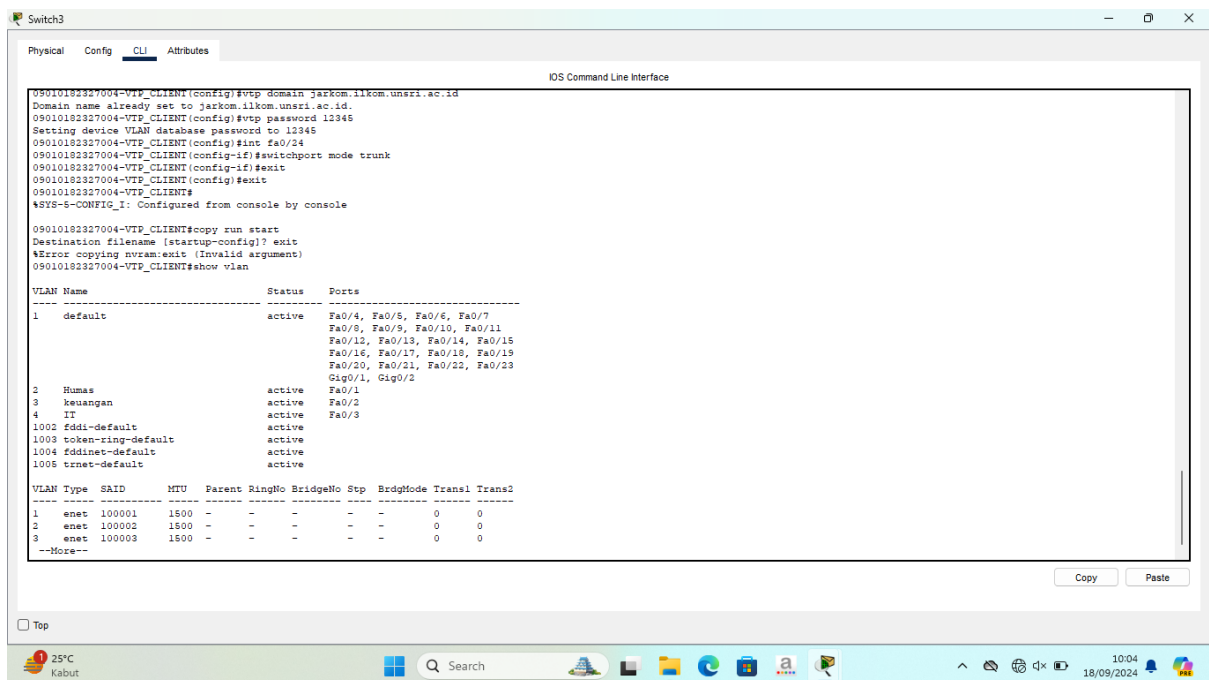 Switch3
Physical Config CLI Attributes
IOS Command Line Interface
09010182327004-VTP_CLIENT(config)#vtp domain jarkom.ilkom.unsri.ac.id
Domain name already set to jarkom.ilkom.unsri.ac.id.
09010182327004-VTP_CLIENT(config)#vtp password 12345
Setting device VLAN database password to 12345
09010182327004-VTP_CLIENT(config)#int fa0/24
09010182327004-VTP_CLIENT(config-if)#switchport mode trunk
09010182327004-VTP_CLIENT(config-if)#exit
09010182327004-VTP_CLIENT(config)#exit
09010182327004-VTP_CLIENT#
%SYS-5-CONFIG_I: Configured from console by console
09010182327004-VTP_CLIENT#copy run start
Destination filename [startup-config]? exit
%Error copying nvram:exit (Invalid argument)
09010182327004-VTP_CLIENT#show vlan
VLAN Name Status Ports
---- -------------------------------- --------- -------------------------------
1 default active Fa0/4, Fa0/5, Fa0/6, Fa0/7
Fa0/8, Fa0/9, Fa0/10, Fa0/11
Fa0/12, Fa0/13, Fa0/14, Fa0/15
Fa0/16, Fa0/17, Fa0/18, Fa0/19
Fa0/20, Fa0/21, Fa0/22, Fa0/23
Gig0/1, Gig0/2
2 Humas active Fa0/1
3 keuangan active Fa0/2
4 IT active Fa0/3
1002 fddi-default active
1003 token-ring-default active
1004 fddinet-default active
1005 trnet-default active
VLAN Type SAID MTU Parent RingNo BridgeNo Stp BrdgMode Trans1 Trans2
---- ----- ---------- ----- ------ ------ -------- ---- -------- ------ ------
1 enet 100001 1500 - - - - - 0 0
2 enet 100002 1500 - - - - - 0 0
3 enet 100003 1500 - - - - - 0 0
--More--
Copy Paste
Top
1 25°C
Kabut
Search
a
10:04
18/09/2024
PRE